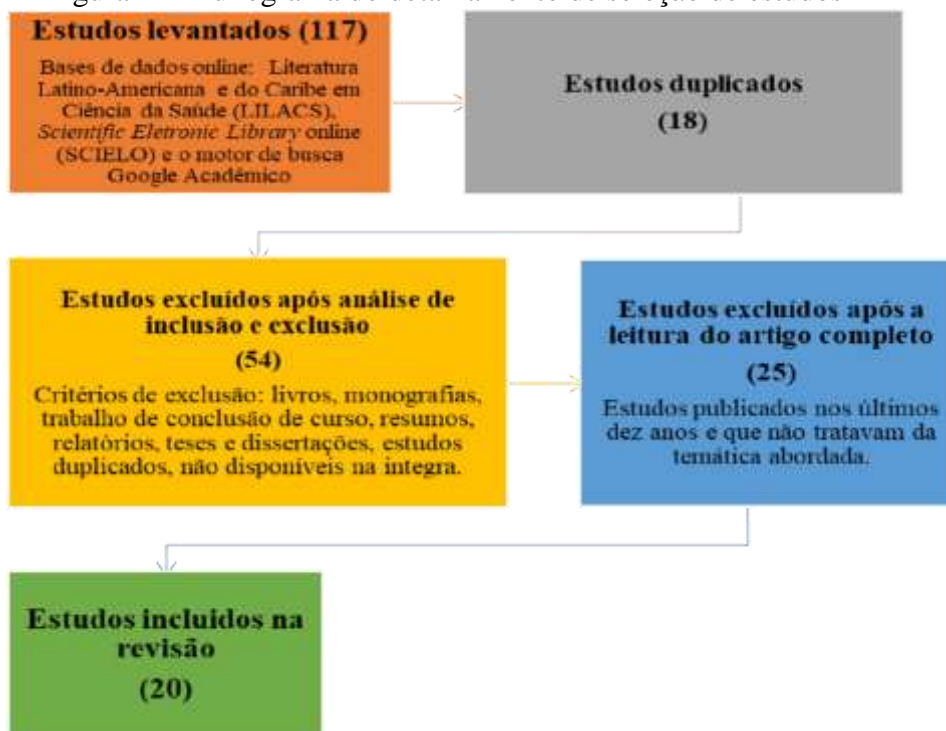 Estudos levantados (117)
Bases de dados online: Literatura
Latino-Americana e do Caribe em
Ciência da Saúde (LILACS),
Scientific Eletronic Library online
(SCIELO) e o motor de busca
Google Acadêmico
Estudos duplicados
(18)
Estudos excluídos após análise de
inclusão e exclusão
(54)
Critérios de exclusão: livros, monografias,
trabalho de conclusão de curso, resumos,
relatórios, teses e dissertações, estudos
duplicados, não disponíveis na integra.
Estudos excluídos após a
leitura do artigo completo
(25)
Estudos publicados nos últimos
dez anos e que não tratavam da
temática abordada.
Estudos incluidos na
revisão
(20)